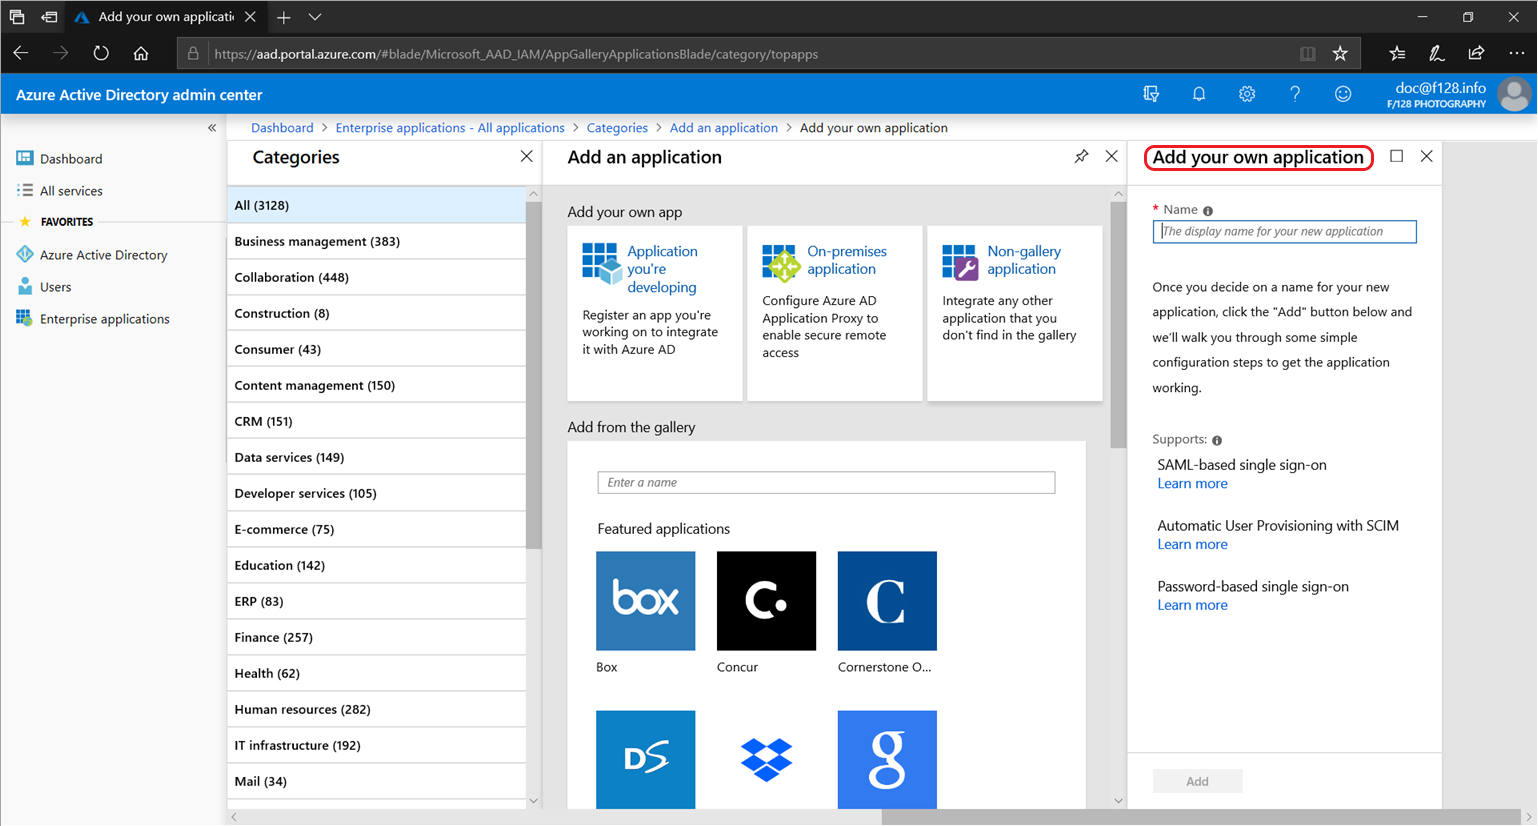 Add your own applicati
https://aad.portal.azure.com/#blade/Microsoft_AAD_IAM/AppGalleryApplicationsBlade/category/topapps
Azure Active Directory admin center
doc@f128.info
F/128 PHOTOGRAPHY
Dashboard > Enterprise applications - All applications > Categories > Add an application > Add your own application
Dashboard
All services
FAVORITES
Azure Active Directory
Users
Enterprise applications
Categories
All (3128)
Business management (383)
Collaboration (448)
Construction (8)
Consumer (43)
Content management (150)
CRM (151)
Data services (149)
Developer services (105)
E-commerce (75)
Education (142)
ERP (83)
Finance (257)
Health (62)
Human resources (282)
IT infrastructure (192)
Mail (34)
Add an application
Add your own app
Application
you're
developing
Register an app you're
working on to integrate
it with Azure AD
On-premises
application
Configure Azure AD
Application Proxy to
enable secure remote
access
Non-gallery
application
Integrate any other
application that you
don't find in the gallery
Add from the gallery
Enter a name
Featured applications
box
C.
C
Box
Concur
Cornerstone O...
DS
g
Add your own application
* Name
The display name for your new application
Once you decide on a name for your new
application, click the "Add" button below and
we'll walk you through some simple
configuration steps to get the application
working.
Supports:
SAML-based single sign-on
Learn more
Automatic User Provisioning with SCIM
Learn more
Password-based single sign-on
Learn more
Add